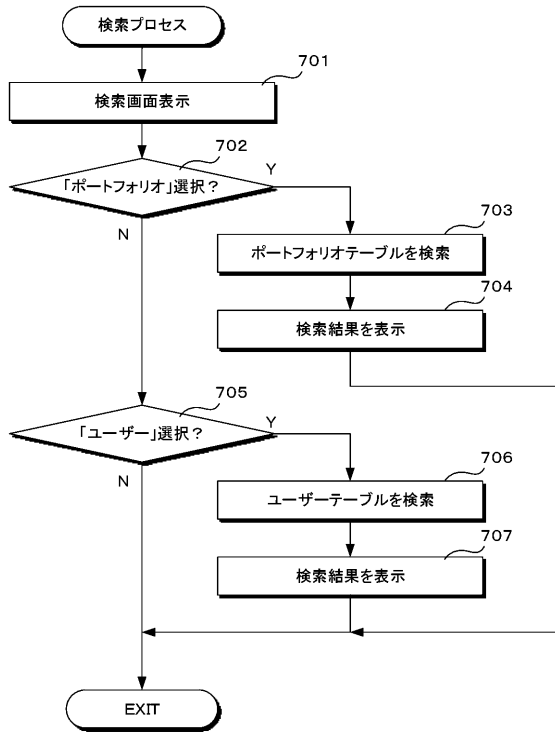 検索プロセス
701
検索画面表示
702
「ポートフォリオ」選択？
Y
N
703
ポートフォリオテーブルを検索
704
検索結果を表示
705
「ユーザー」選択？
Y
N
706
ユーザーテーブルを検索
707
検索結果を表示
EXIT